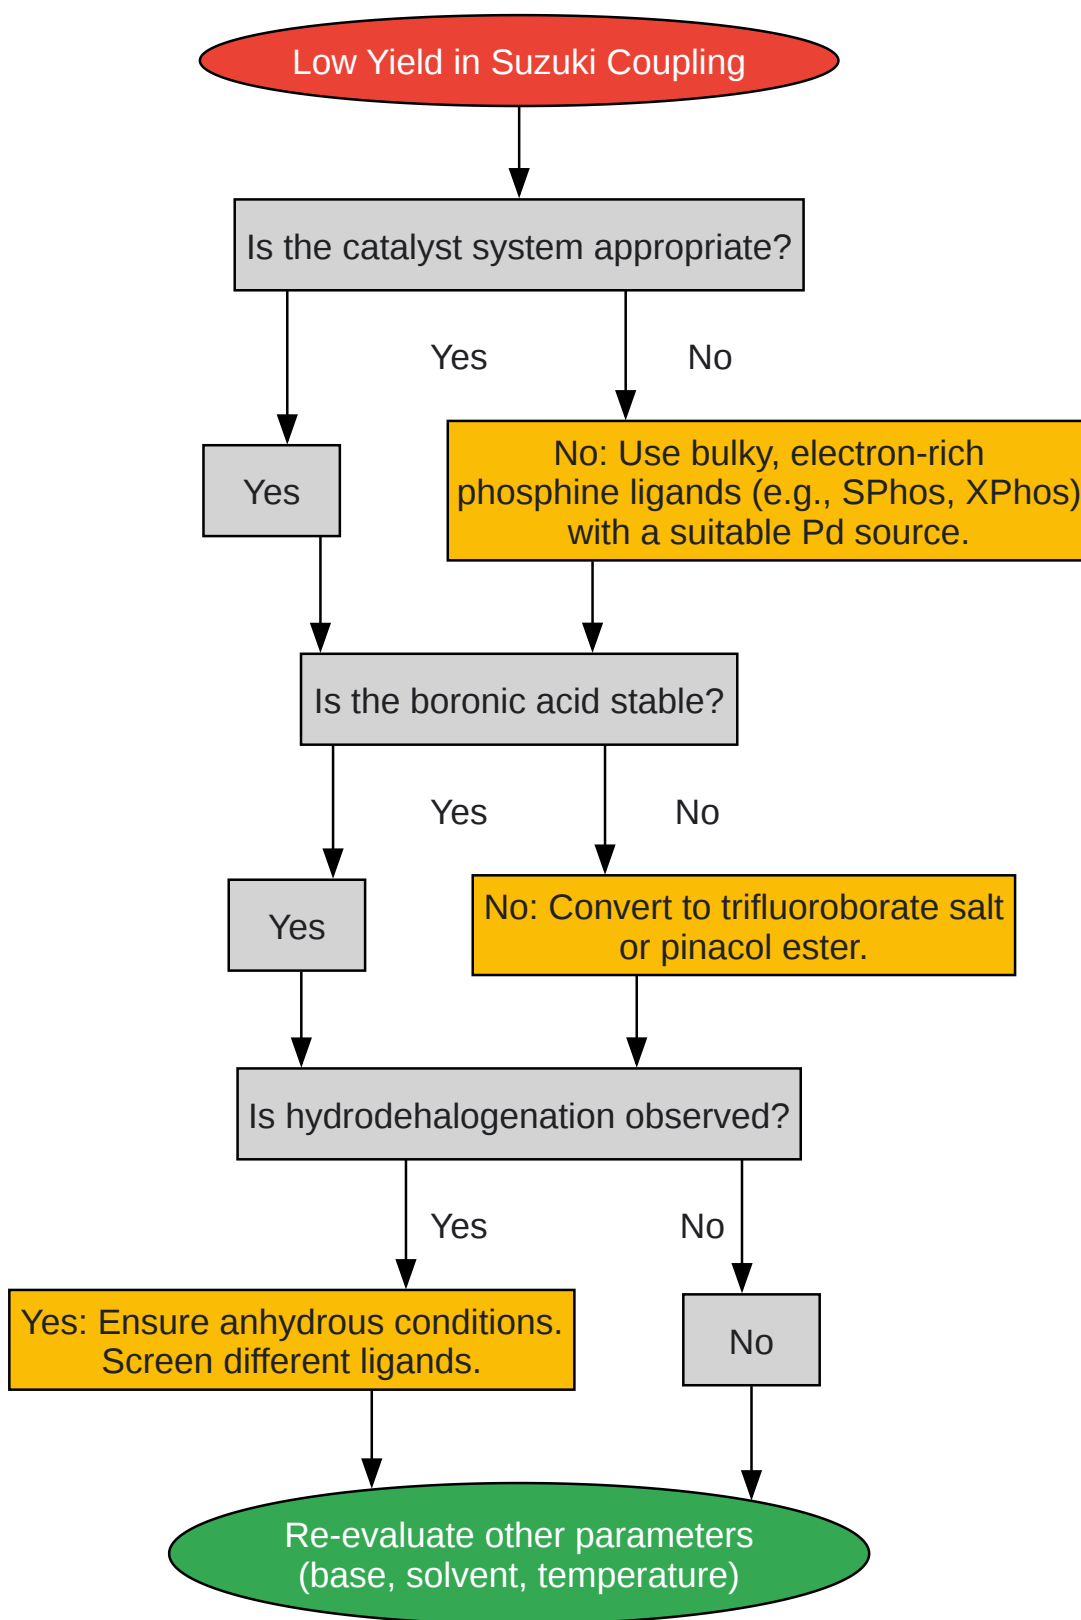 Low Yield in Suzuki Coupling
Is the catalyst system appropriate?
Yes
No
Yes
No: Use bulky, electron-rich
phosphine ligands (e.g., SPhos, XPhos)
with a suitable Pd source.
Is the boronic acid stable?
Yes
No
Yes
No: Convert to trifluoroborate salt
or pinacol ester.
Is hydrodehalogenation observed?
Yes
No
Yes: Ensure anhydrous conditions.
Screen different ligands.
No
Re-evaluate other parameters
(base, solvent, temperature)